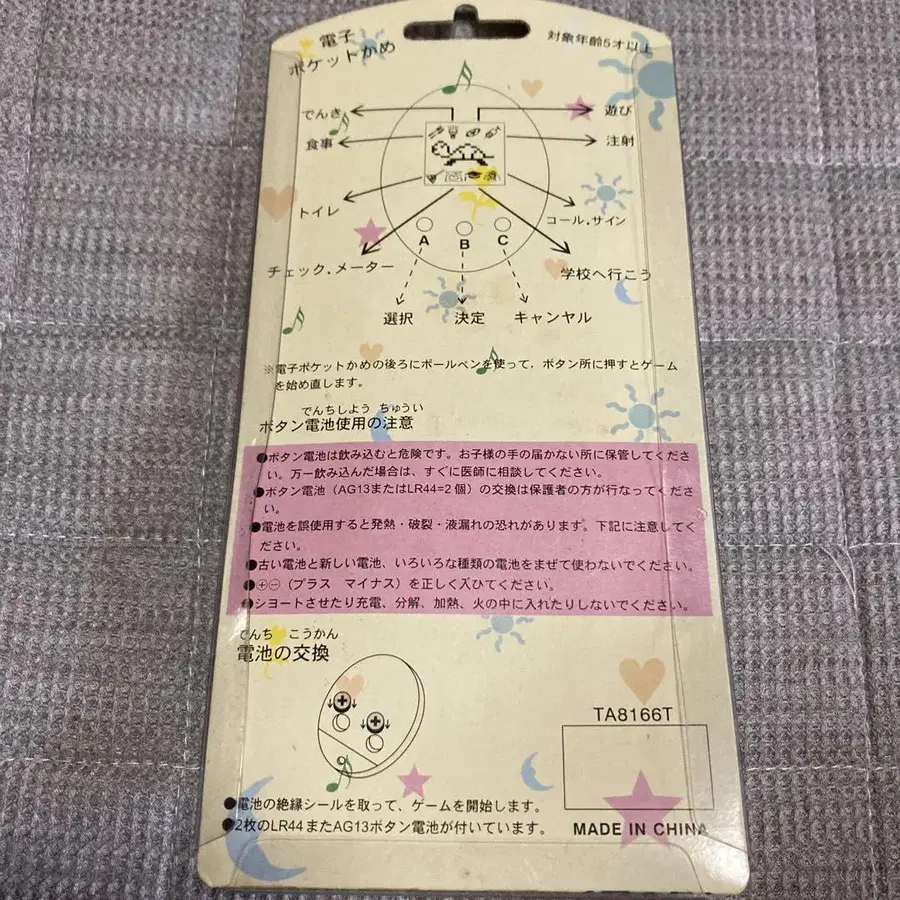 電子
ポケットかめ
対象年齢5才以上
でんき
遊び
食事
注射
トイレ
コール.サイン
チェック.メーター
学校へ行こう
A
B
C
選択
決定
キャンヤル
※電子ポケットかめの後ろにポールペンを使って，ボタン所に押すとゲーム
を始め直します。
でんちしよう ちゅうい
ボタン電池使用の注意
●ボタン電池は飲み込むと危険です。お子様の手の届かない所に保管してくださ
い。万一飲み込んだ場合は、すぐに医師に相談してください。
●ボタン電池（AG13またはLR44=2個）の交換は保護者の方が行なってくださ
い。
●電池を誤使用すると発熱・破裂・液漏れの恐れがあります。下記に注意してく
ださい。
●古い電池と新しい電池、いろいろな種類の電池をまぜて使わないでください。
●⊕⊖（プラス マイナス）を正しく入ひてください。
●ショートさせたり充電、分解、加熱、火の中に入れたりしないでください。
でんち こうかん
電池の交換
TA8166T
●電池の絶縁シールを取って、ゲームを開始します。
●2枚のLR44またAG13ボタン電池が付いています。
MADE IN CHINA